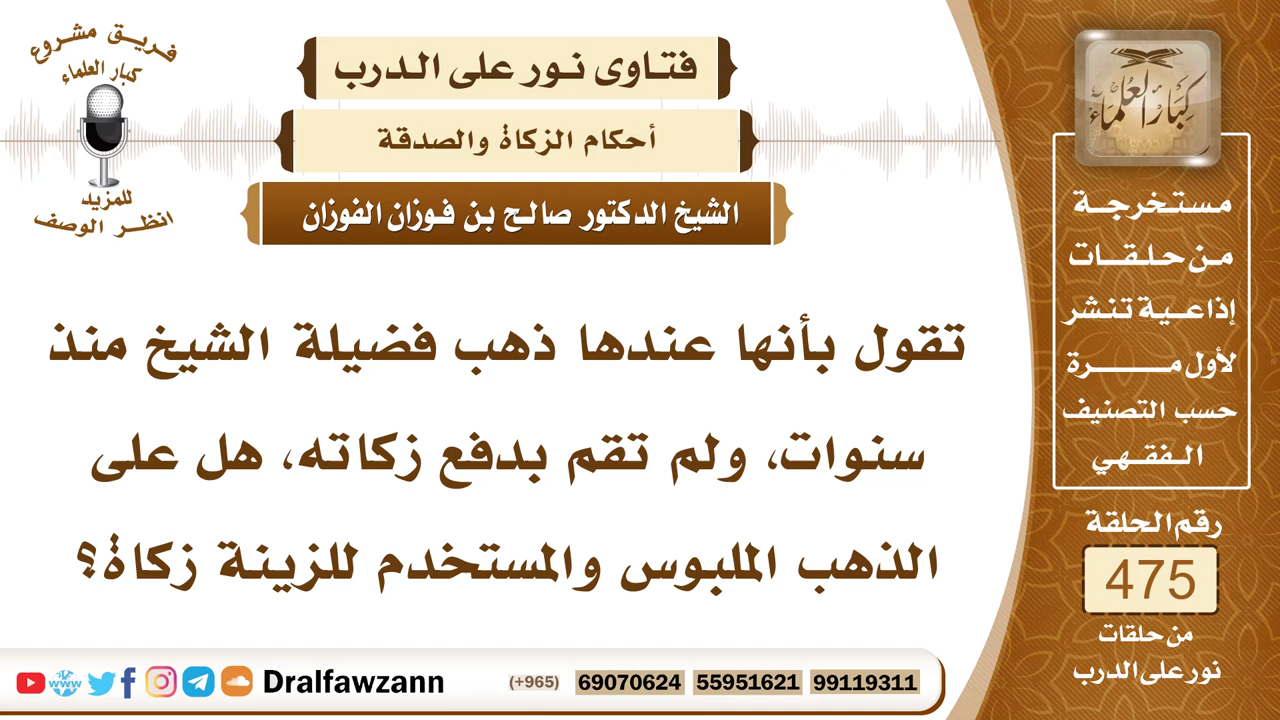 فريق مشروع
كبار العلماء
للمزيد
انظر الوصف
فتاوى نور على الدرب
أحكام الزكاة والصدقة
الشيخ الدكتور صالح بن فوزان الفوزان
تقول بأنها عندها ذهب فضيلة الشيخ منذ
سنوات، ولم تقم بدفع زكاته، هل على
الذهب الملبوس والمستخدم للزينة زكاة؟
كبار العلماء
مستخرجة
من حلقات
إذاعية تنشر
لأول مرة
حسب التصنيف
الفقهي
رقم الحلقة
475
من حلقات
نور على الدرب
www Dralfawzann (+965) 69070624 55951621 99119311